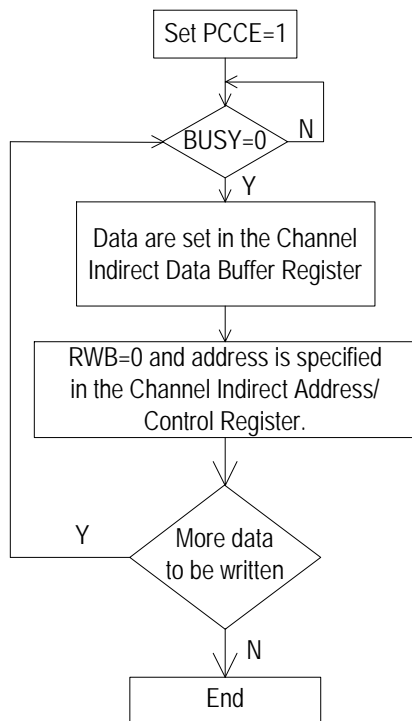 Set PCCE=1
N
BUSY=0
Y
Data are set in the Channel
Indirect Data Buffer Register
RWB=0 and address is specified
in the Channel Indirect Address/
Control Register.
Y
More data
to be written
N
End